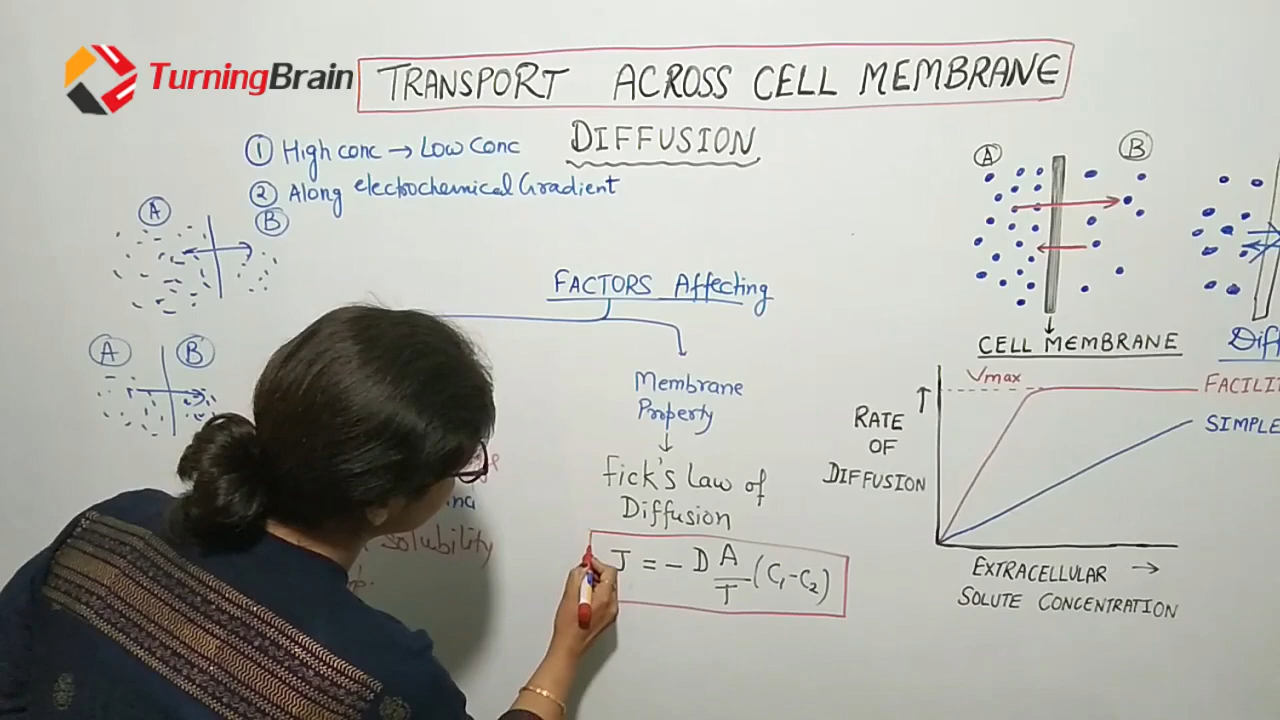 TurningBrain
TRANSPORT ACROSS CELL MEMBRANE
DIFFUSION
1 High conc → Low Conc
2 Along electrochemical Gradient
A
B
A B
FACTORS Affecting
Membrane
Property
Fick's Law of
Diffusion
J = - D A/T (C₁-C₂)
solubility
A
B
CELL MEMBRANE
Vmax
RATE
OF
DIFFUSION
SIMPLE
EXTRACELLULAR →
SOLUTE CONCENTRATION